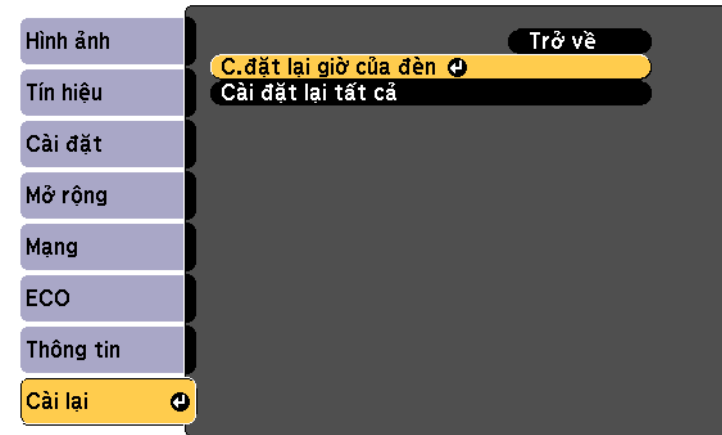 Hình ảnh
Tín hiệu
Cài đặt
Mở rộng
Mạng
ECO
Thông tin
Cài lại
Trở về
C.đặt lại giờ của đèn
Cài đặt lại tất cả